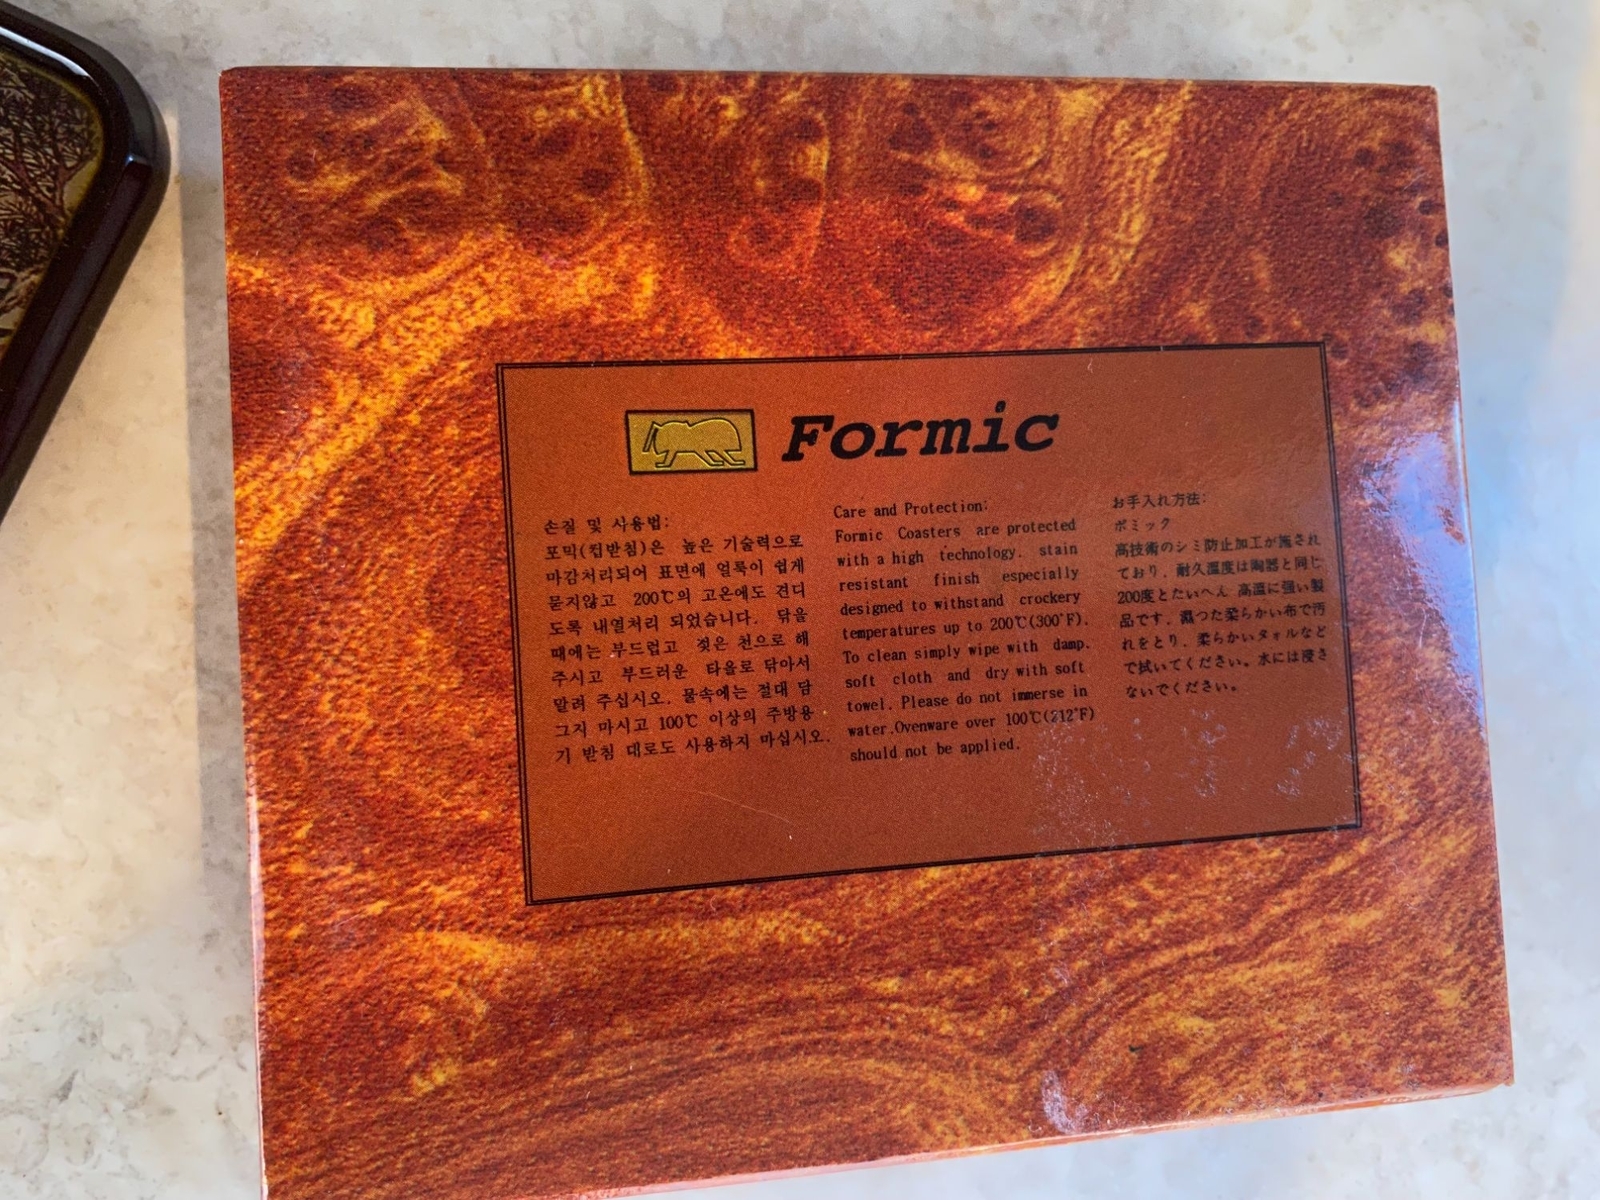 Formic
손질 및 사용법:
포믹(컵받침)은 높은 기술력으로
마감처리되어 표면에 얼룩이 쉽게
묻지않고 200℃의 고온에도 견디
도록 내열처리 되었습니다. 닦을
때에는 부드럽고 젖은 천으로 해
주시고 부드러운 타올로 닦아서
말려 주십시오. 물속에는 절대 담
그지 마시고 100℃ 이상의 주방용
기 받침 대로도 사용하지 마십시오.
Care and Protection:
Formic Coasters are protected
with a high technology. stain
resistant finish especially
designed to withstand crockery
temperatures up to 200℃(300°F).
To clean simply wipe with damp.
soft cloth and dry with soft
towel. Please do not immerse in
water.Ovenware over 100℃(212°F)
should not be applied.
お手入れ方法:
ポミック
高技術のシミ防止加工が施され
ており、耐久温度は陶器と同じ
200度とたいへん 高温に強い製
品です。濕つた柔らかい布で汚
れをとり、柔らかいタォルなど
で拭いてください。水には浸さ
ないでください。